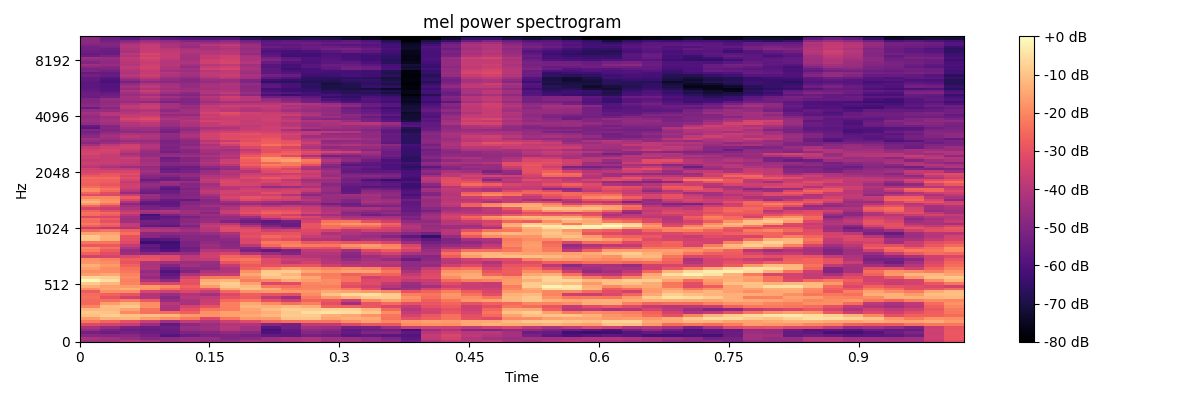 mel power spectrogram
Hz
8192
4096
2048
1024
512
0
0 0.15 0.3 0.45 0.6 0.75 0.9
Time
+0 dB
-10 dB
-20 dB
-30 dB
-40 dB
-50 dB
-60 dB
-70 dB
-80 dB